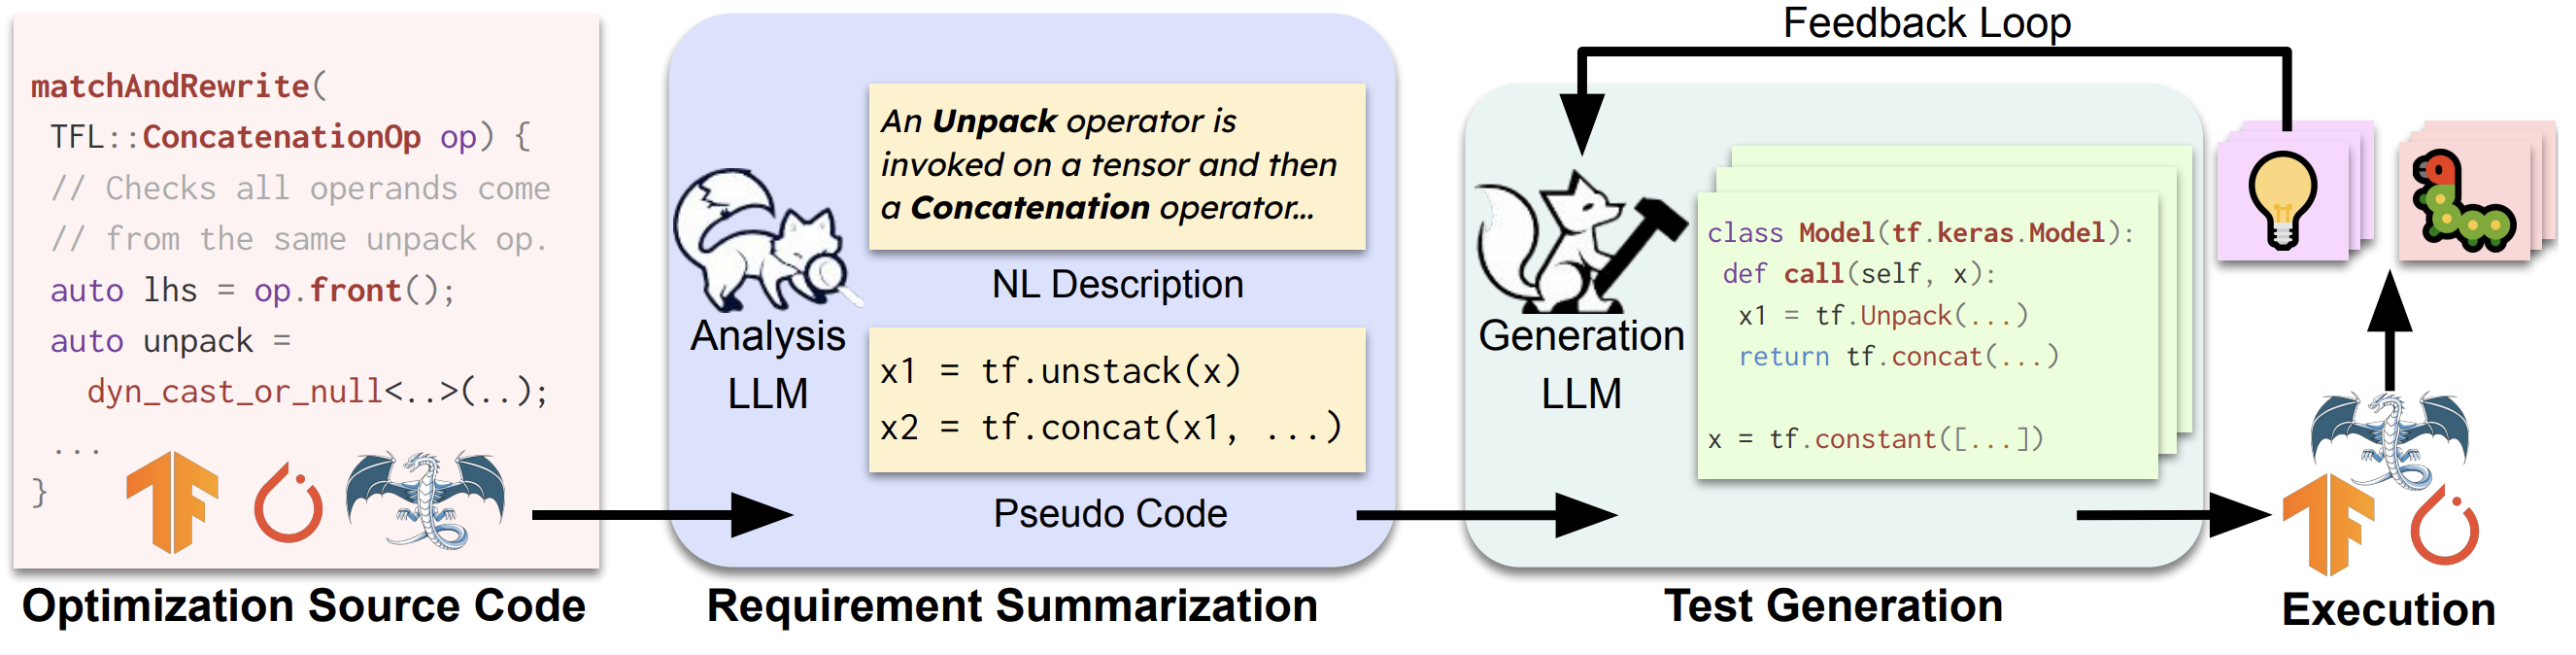 matchAndRewrite(
TFL::ConcatenationOp op) {
// Checks all operands come
// from the same unpack op.
auto lhs = op.front();
auto unpack =
dyn_cast_or_null<..>(..);
...
}
Optimization Source Code
An Unpack operator is
invoked on a tensor and then
a Concatenation operator...
NL Description
Analysis
LLM
x1 = tf.unstack(x)
x2 = tf.concat(x1, ...)
Pseudo Code
Requirement Summarization
Feedback Loop
Generation
LLM
class Model(tf.keras.Model):
def call(self, x):
x1 = tf.Unpack(...)
return tf.concat(...)
x = tf.constant([...])
Test Generation
Execution